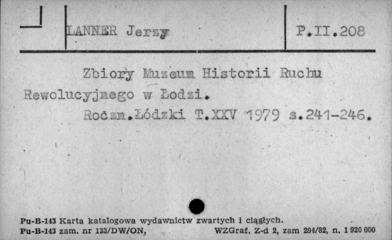 LANNER Jerzy
P.II.208
Zbiory Muzeum Historii Ruchu
Rewolucyjnego w Łodzi.
Roczn.Łódzki T.XXV 1979 s.241-246.
Pu-B-143 Karta katalogowa wydawnictw zwartych i ciągłych.
Pu-B-143 zam. nr 133/DW/ON, WZGraf. Z-d 2, zam 294/82, n. 1 920 000